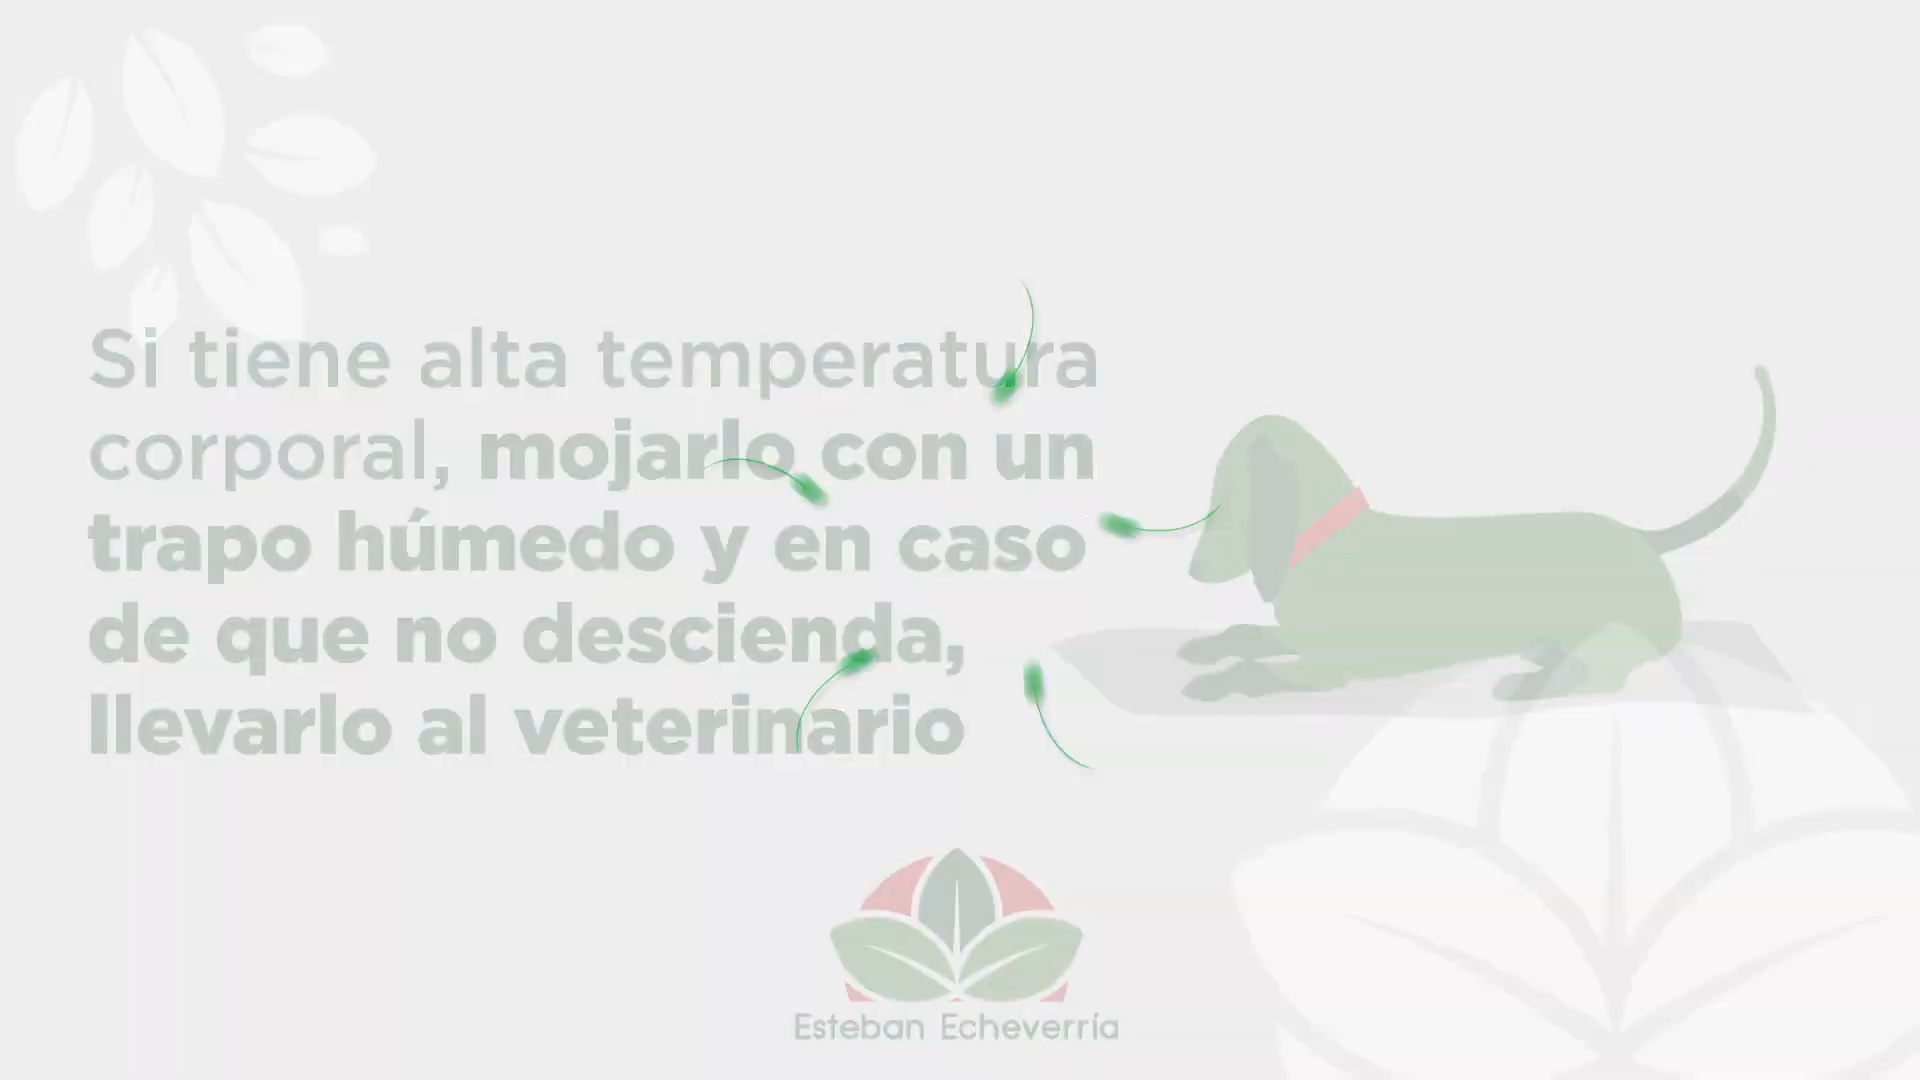 Si tiene alta temperatura
corporal, mojarlo con un
trapo húmedo y en caso
de que no descienda,
llevarlo al veterinario
Esteban Echeverría